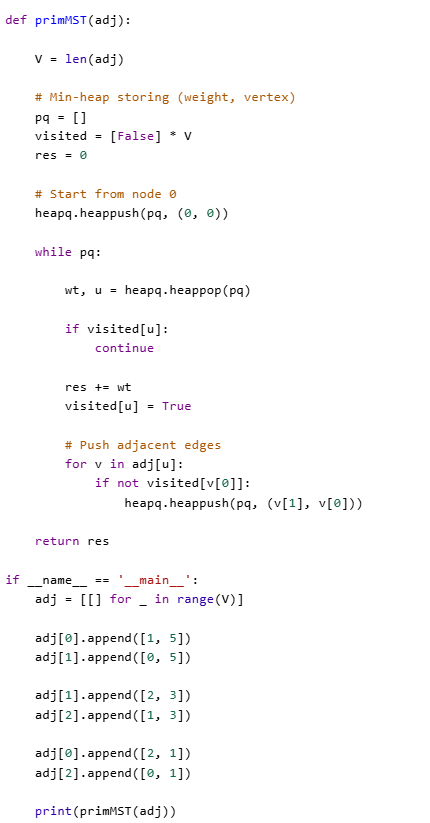 def primMST(adj):
    V = len(adj)
    # Min-heap storing (weight, vertex)
    pq = []
    visited = [False] * V
    res = 0
    # Start from node 0
    heapq.heappush(pq, (0, 0))
    while pq:
        wt, u = heapq.heappop(pq)
        if visited[u]:
            continue
        res += wt
        visited[u] = True
        # Push adjacent edges
        for v in adj[u]:
            if not visited[v[0]]:
                heapq.heappush(pq, (v[1], v[0]))
    return res
if __name__ == '__main__':
    adj = [[] for _ in range(V)]
    adj[0].append([1, 5])
    adj[1].append([0, 5])
    adj[1].append([2, 3])
    adj[2].append([1, 3])
    adj[0].append([2, 1])
    adj[2].append([0, 1])
    print(primMST(adj))